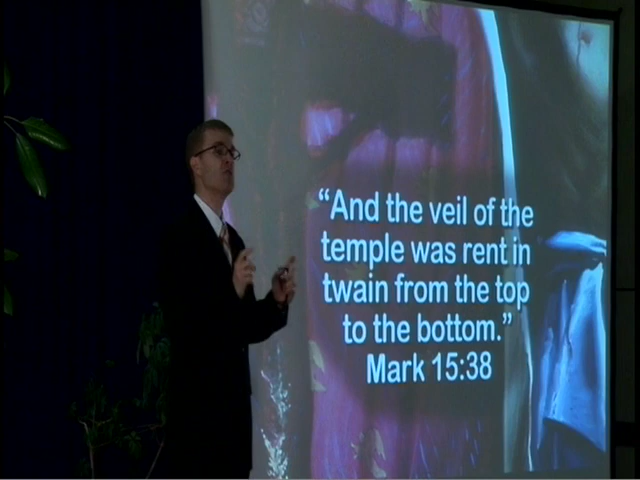 “And the veil of the
temple was rent in
twain from the top
to the bottom.”
Mark 15:38